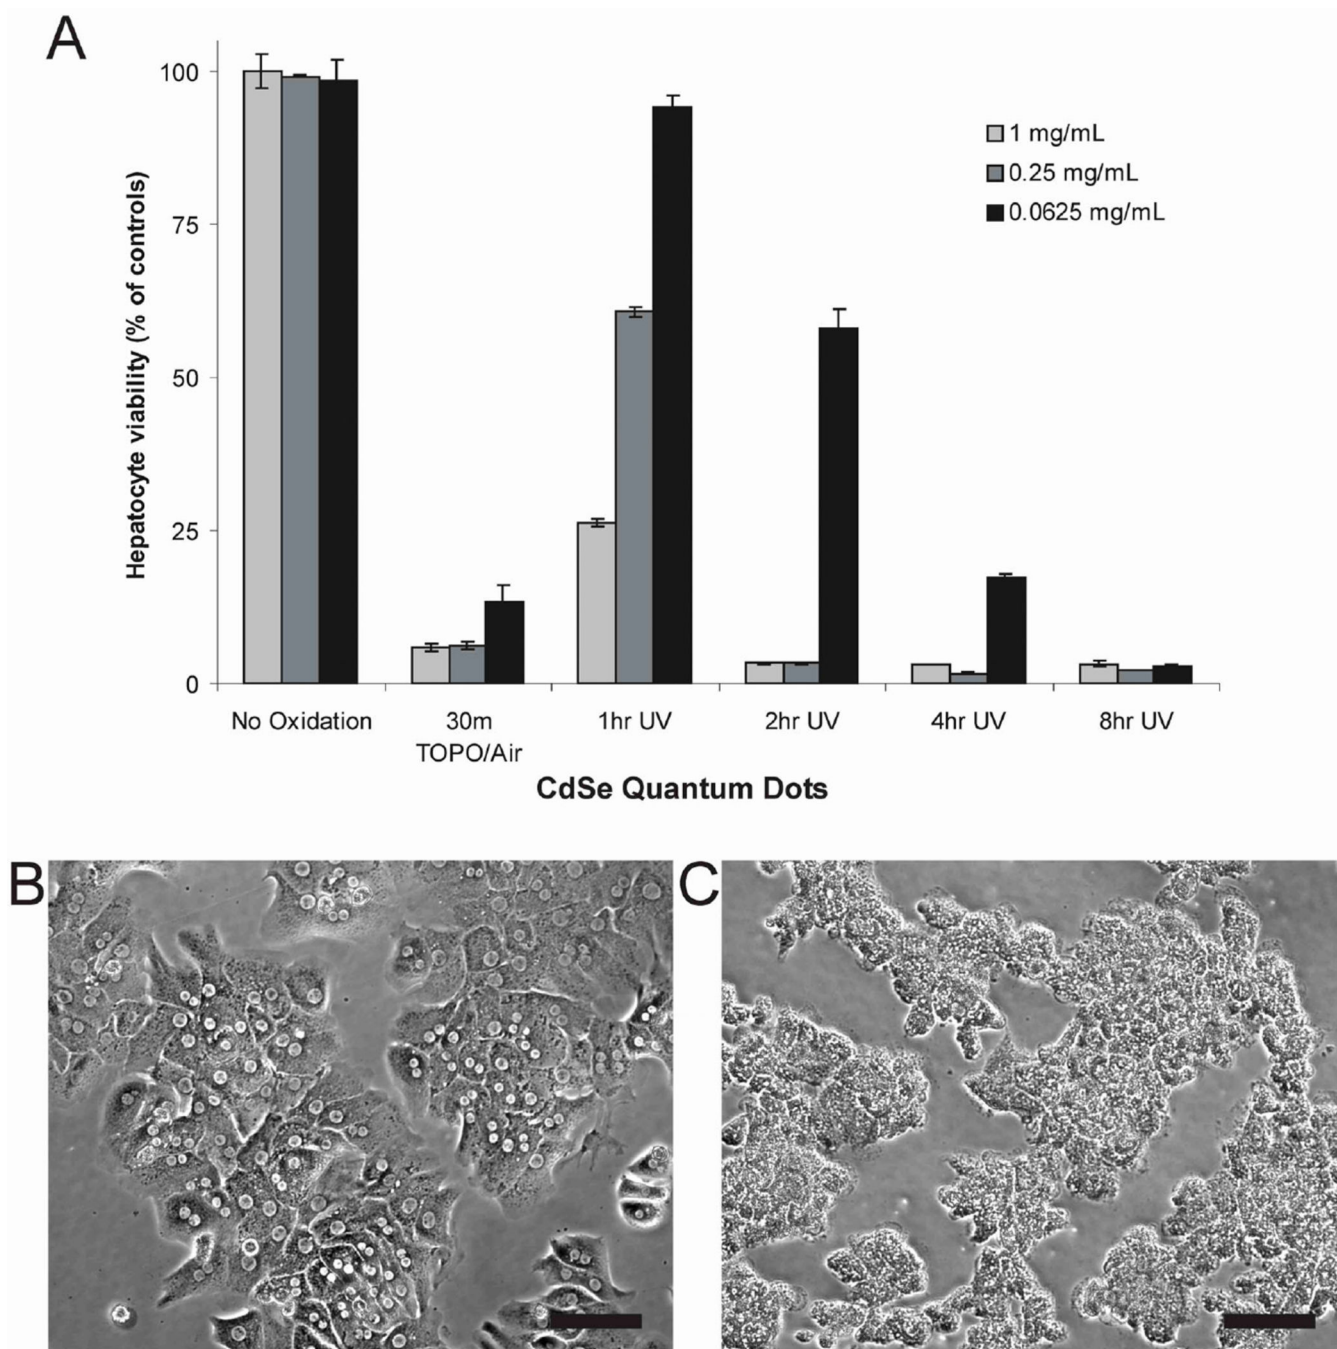 A
Hepatocyte viability (% of controls)
100
75
50
25
0
1 mg/mL
0.25 mg/mL
0.0625 mg/mL
No Oxidation
30m
TOPO/Air
1hr UV
2hr UV
4hr UV
8hr UV
CdSe Quantum Dots
B
C